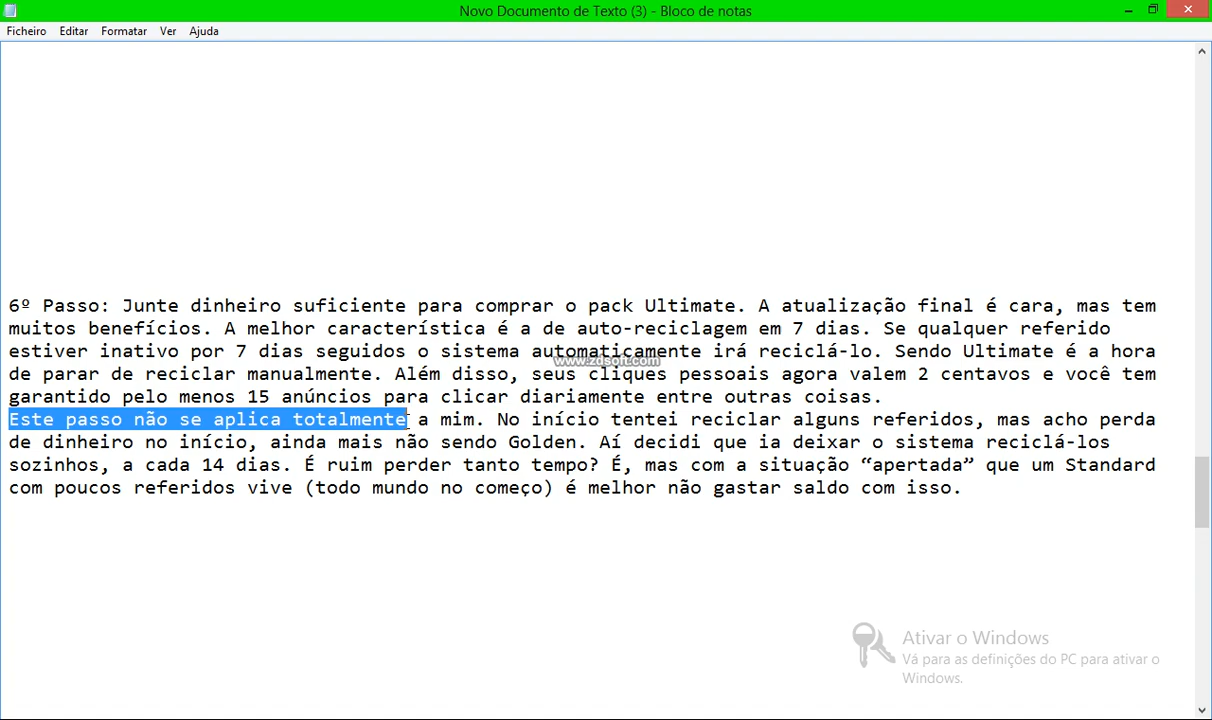 Novo Documento de Texto (3) - Bloco de notas
Ficheiro Editar Formatar Ver Ajuda
6º Passo: Junte dinheiro suficiente para comprar o pack Ultimate. A atualização final é cara, mas tem
muitos benefícios. A melhor característica é a de auto-reciclagem em 7 dias. Se qualquer referido
estiver inativo por 7 dias seguidos o sistema automaticamente irá reciclá-lo. Sendo Ultimate é a hora
www.zdsoft.com
de parar de reciclar manualmente. Além disso, seus cliques pessoais agora valem 2 centavos e você tem
garantido pelo menos 15 anúncios para clicar diariamente entre outras coisas.
Este passo não se aplica totalmente a mim. No início tentei reciclar alguns referidos, mas acho perda
de dinheiro no início, ainda mais não sendo Golden. Aí decidi que ia deixar o sistema reciclá-los
sozinhos, a cada 14 dias. É ruim perder tanto tempo? É, mas com a situação “apertada” que um Standard
com poucos referidos vive (todo mundo no começo) é melhor não gastar saldo com isso.
Ativar o Windows
Vá para as definições do PC para ativar o
Windows.